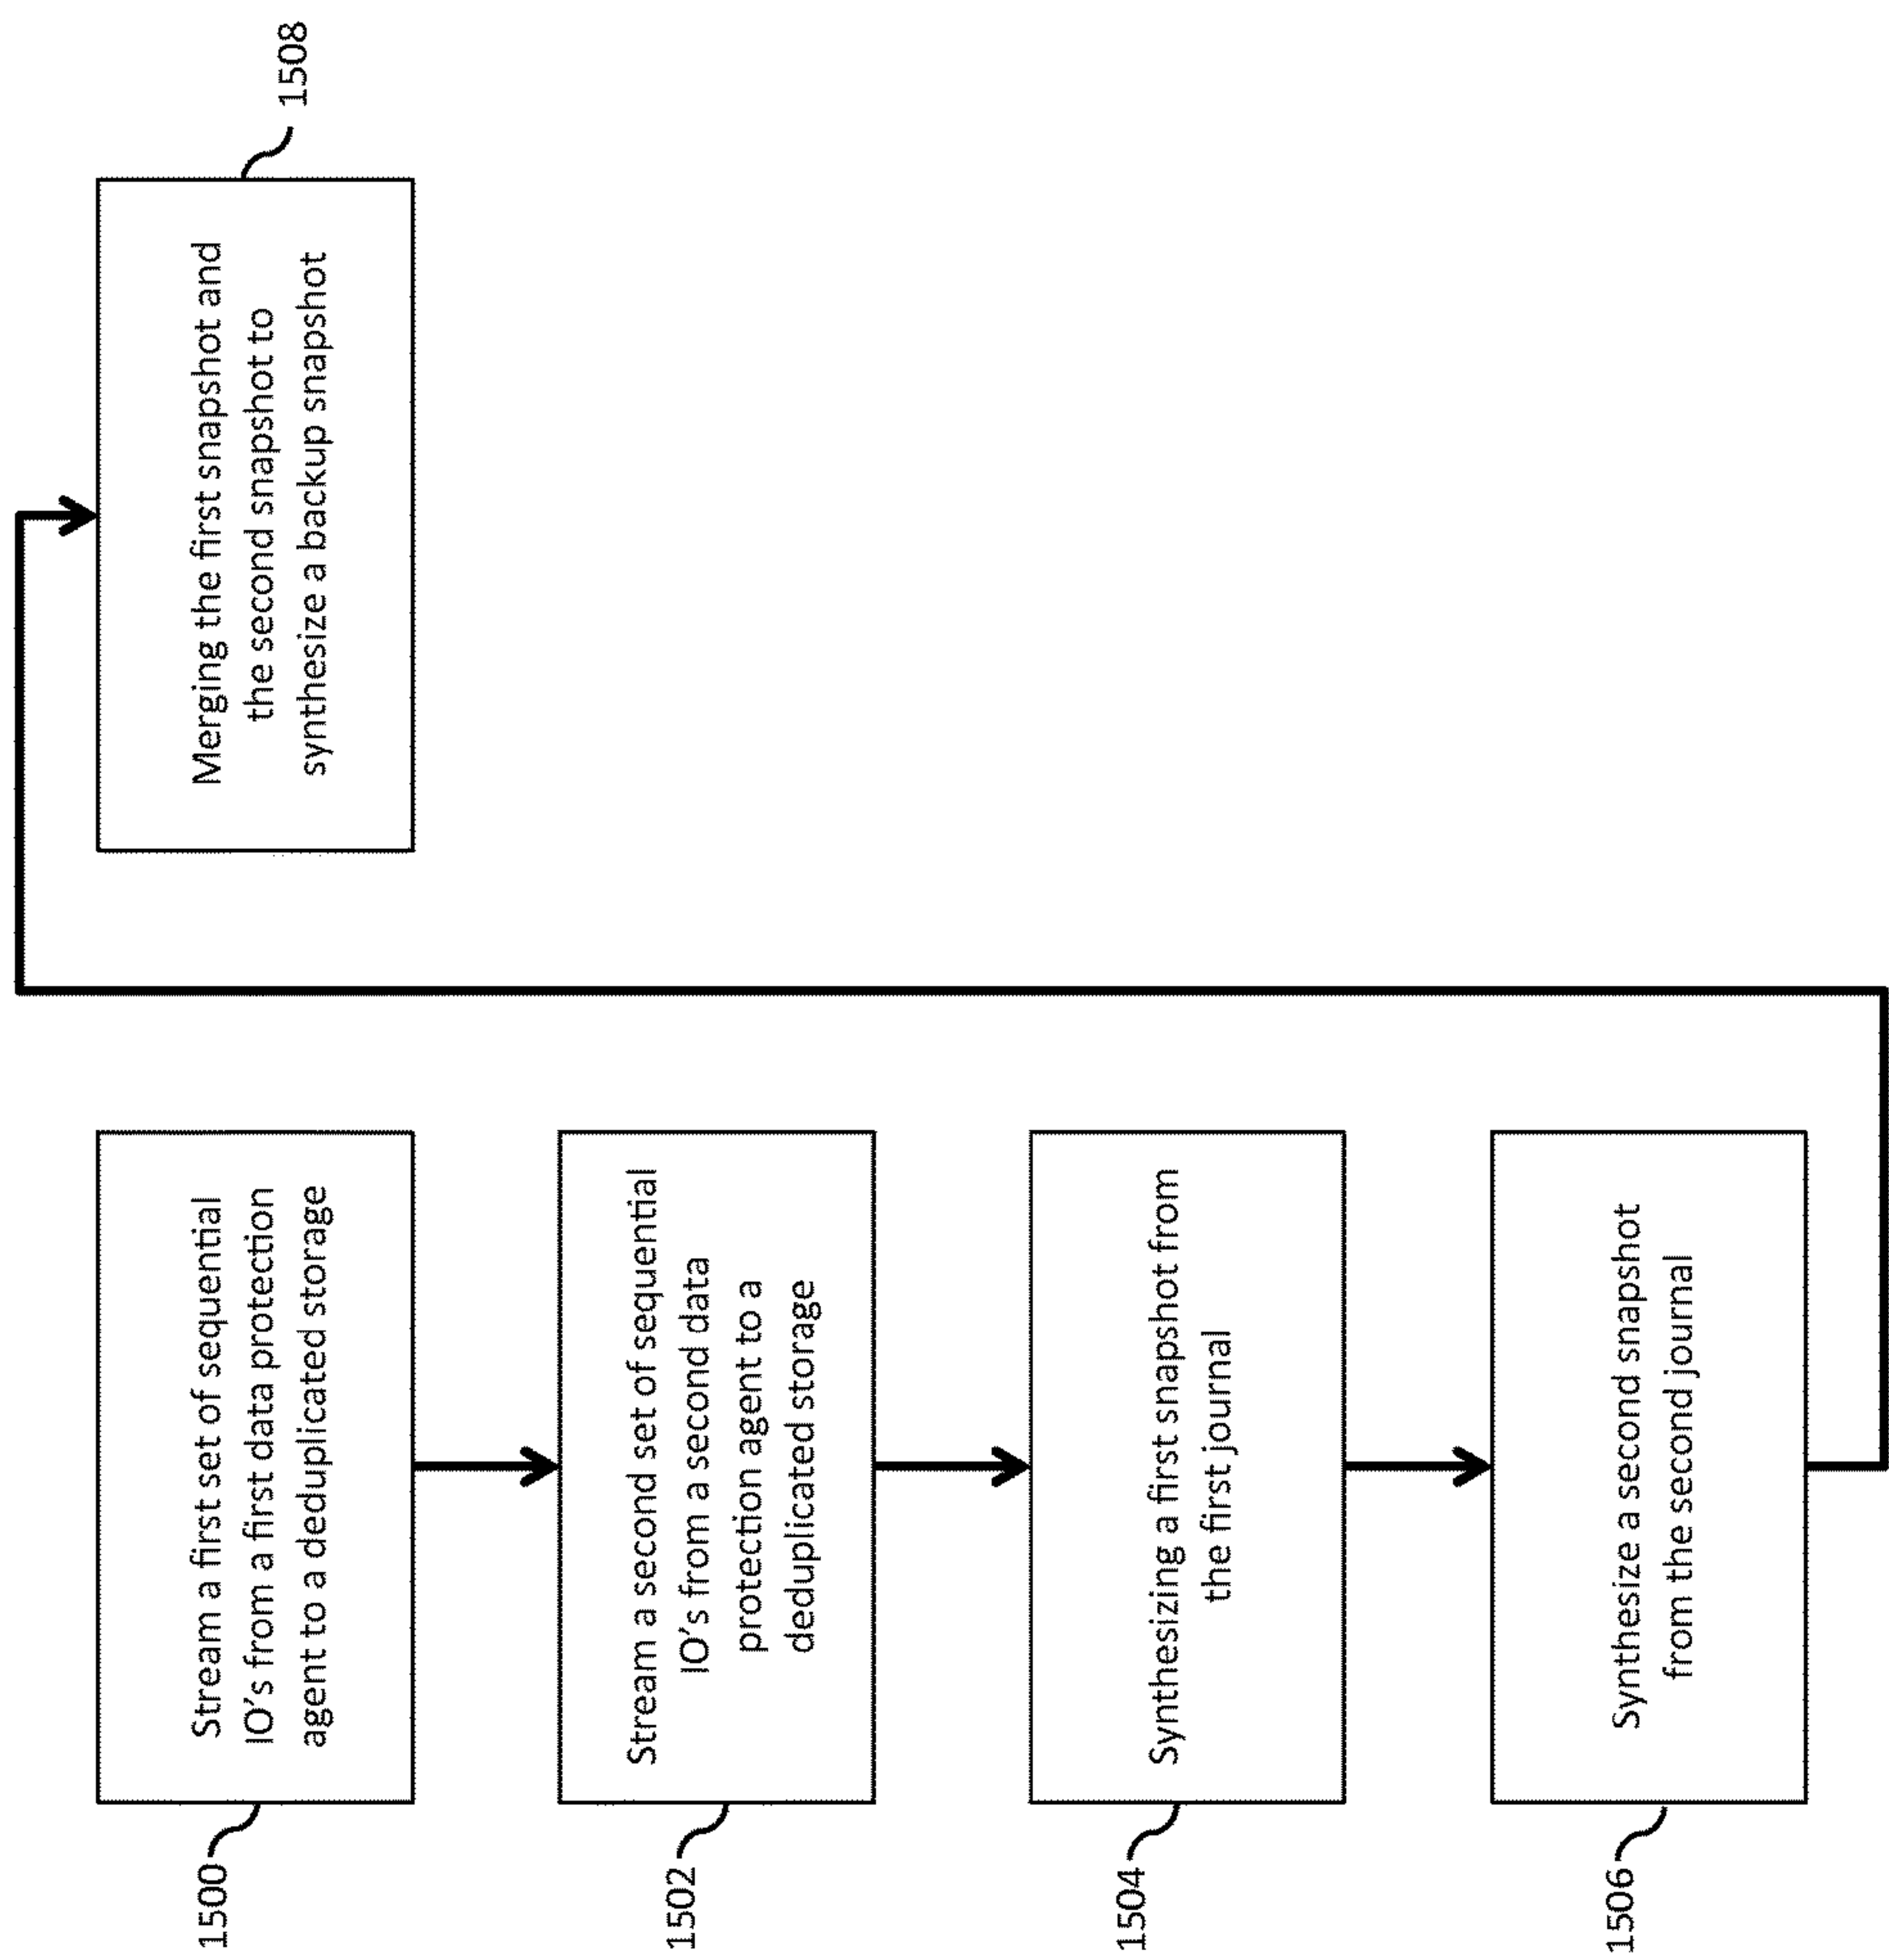 1500
Stream a first set of sequential
IO's from a first data protection
agent to a deduplicated storage
1502
Stream a second set of sequential
IO's from a second data
protection agent to a
deduplicated storage
1504
Synthesizing a first snapshot from
the first journal
1506
Synthesize a second snapshot
from the second journal
Merging the first snapshot and
the second snapshot to
synthesize a backup snapshot
1508